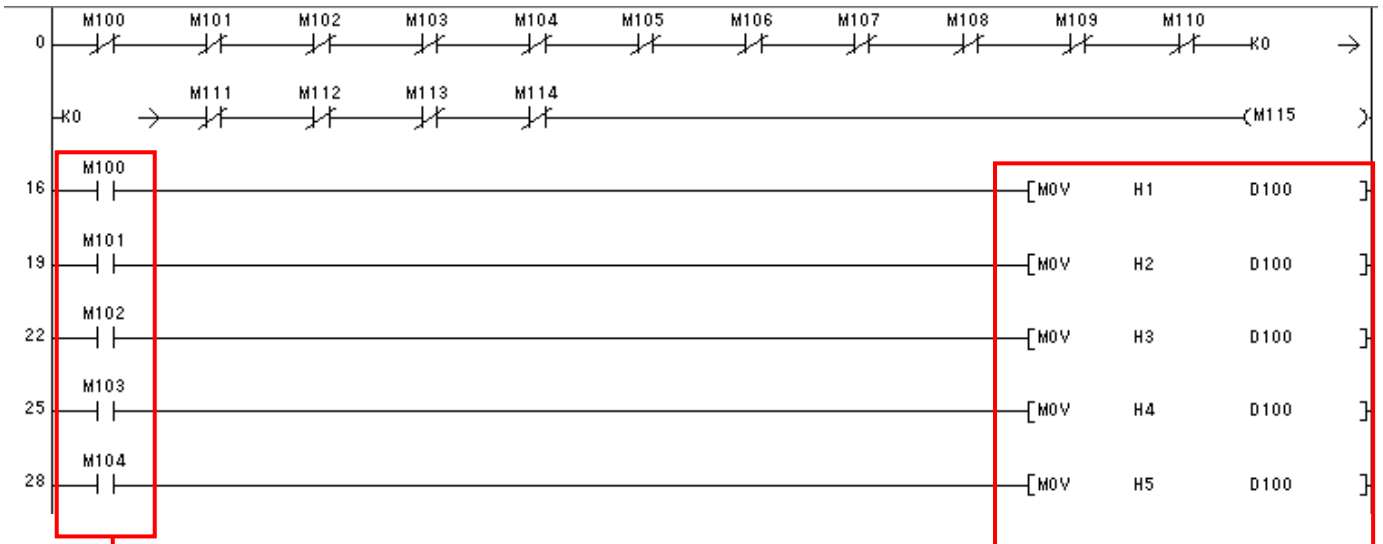 M100 M101 M102 M103 M104 M105 M106 M107 M108 M109 M110
0 K0
M111 M112 M113 M114
K0 (M115 )
M100
16 [MOV H1 D100 ]
M101
19 [MOV H2 D100 ]
M102
22 [MOV H3 D100 ]
M103
25 [MOV H4 D100 ]
M104
28 [MOV H5 D100 ]